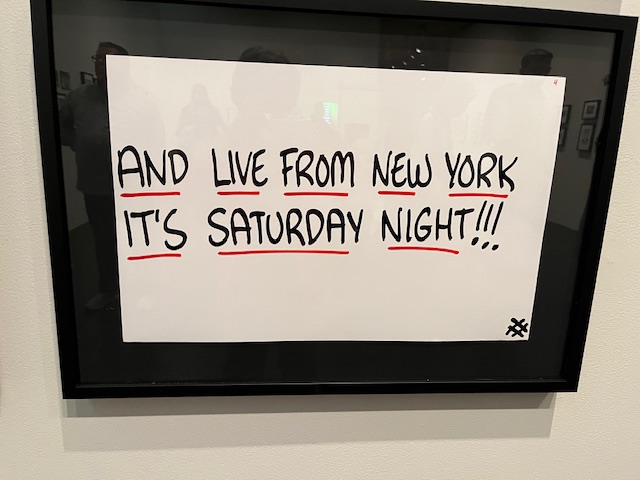 AND LIVE FROM NEW YORK
IT'S SATURDAY NIGHT!!!
#